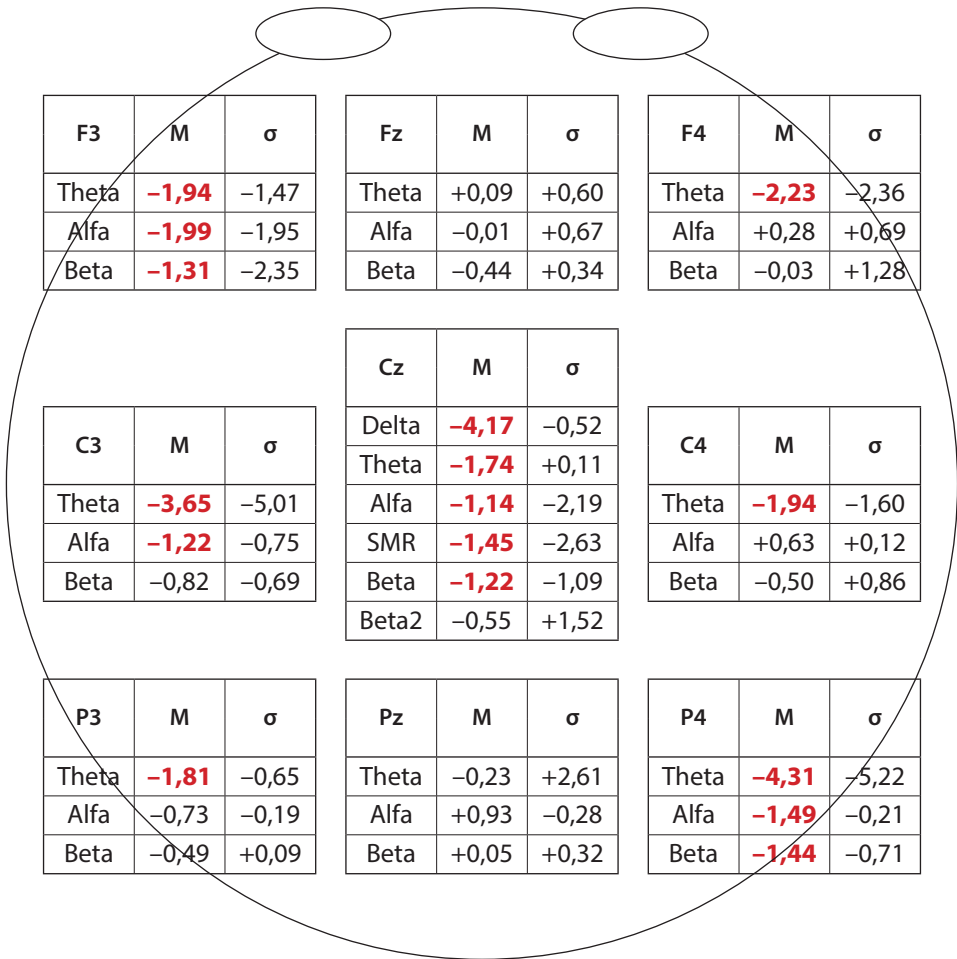 F3 M σ
Theta –1,94 –1,47
Alfa –1,99 –1,95
Beta –1,31 –2,35
Fz M σ
Theta +0,09 +0,60
Alfa –0,01 +0,67
Beta –0,44 +0,34
F4 M σ
Theta –2,23 –2,36
Alfa +0,28 +0,69
Beta –0,03 +1,28
C3 M σ
Theta –3,65 –5,01
Alfa –1,22 –0,75
Beta –0,82 –0,69
Cz M σ
Delta –4,17 –0,52
Theta –1,74 +0,11
Alfa –1,14 –2,19
SMR –1,45 –2,63
Beta –1,22 –1,09
Beta2 –0,55 +1,52
C4 M σ
Theta –1,94 –1,60
Alfa +0,63 +0,12
Beta –0,50 +0,86
P3 M σ
Theta –1,81 –0,65
Alfa –0,73 –0,19
Beta –0,49 +0,09
Pz M σ
Theta –0,23 +2,61
Alfa +0,93 –0,28
Beta +0,05 +0,32
P4 M σ
Theta –4,31 –5,22
Alfa –1,49 –0,21
Beta –1,44 –0,71